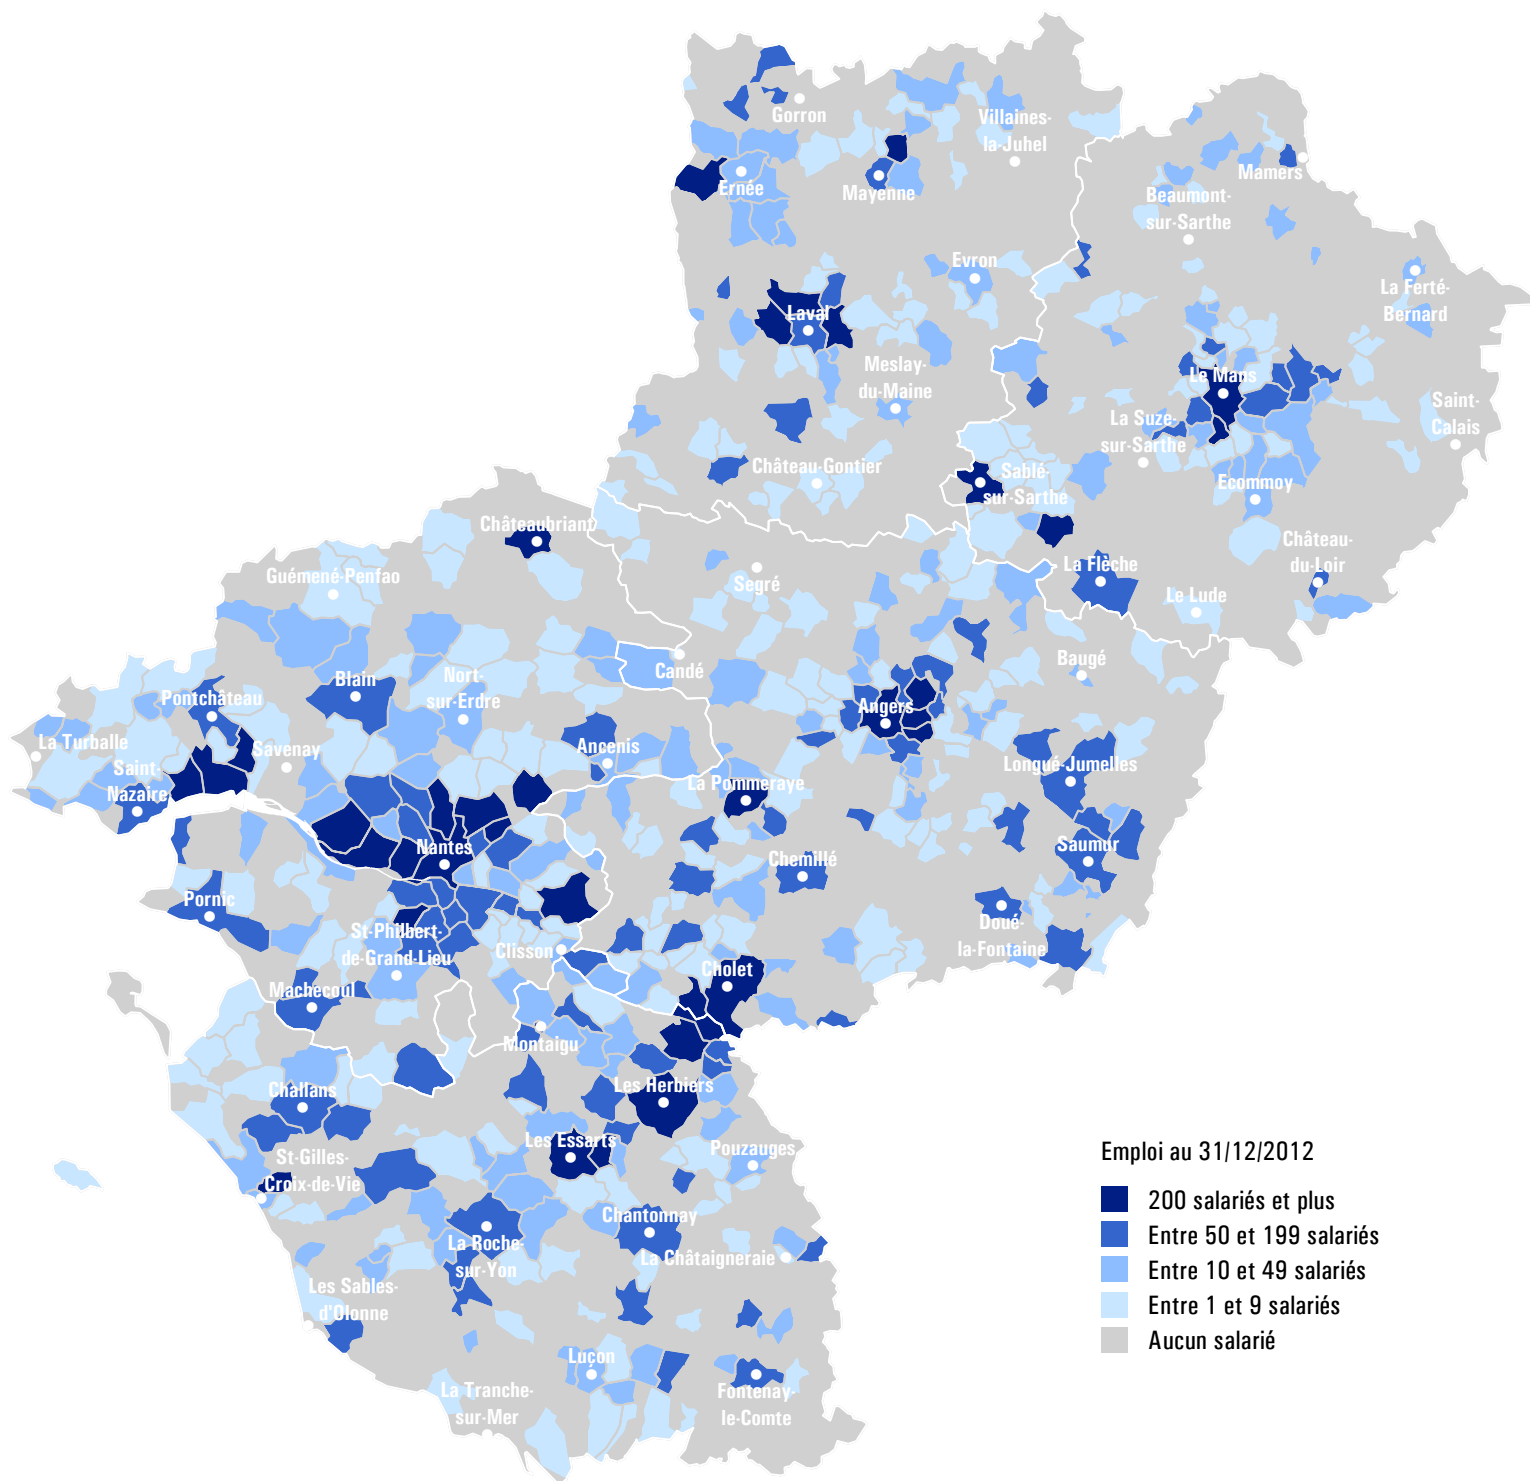 Gorron
Villaines-
la-Juhel
Mamers
Ernée
Mayenne
Beaumont-
sur-Sarthe
Evron
La Ferté-
Bernard
Laval
Meslay-
du-Maine
Le Mans
La Suze-
sur-Sarthe
Saint-
Calais
Château-Gontier
Sablé-
sur-Sarthe
Ecommoy
Châteaubriant
Château-
du-Loir
Guémené-Penfao
Segré
La Flèche
Le Lude
Candé
Baugé
Pontchâteau
Blain
Nort-
sur-Erdre
Angers
La Turballe
Savenay
Ancenis
Saint-
Nazaire
La Pommeraye
Longué-Jumelles
Nantes
Chemillé
Saumur
Pornic
St-Philbert-
de-Grand-Lieu
Clisson
Doué-
la-Fontaine
Cholet
Machecoul
Montaigu
Challans
Les Herbiers
St-Gilles-
Croix-de-Vie
Les Essarts
Pouzauges
La Roche-
sur-Yon
Chantonnay
La Châtaigneraie
Les Sables-
d'Olonne
Luçon
La Tranche-
sur-Mer
Fontenay-
le-Comte
Emploi au 31/12/2012
200 salariés et plus
Entre 50 et 199 salariés
Entre 10 et 49 salariés
Entre 1 et 9 salariés
Aucun salarié